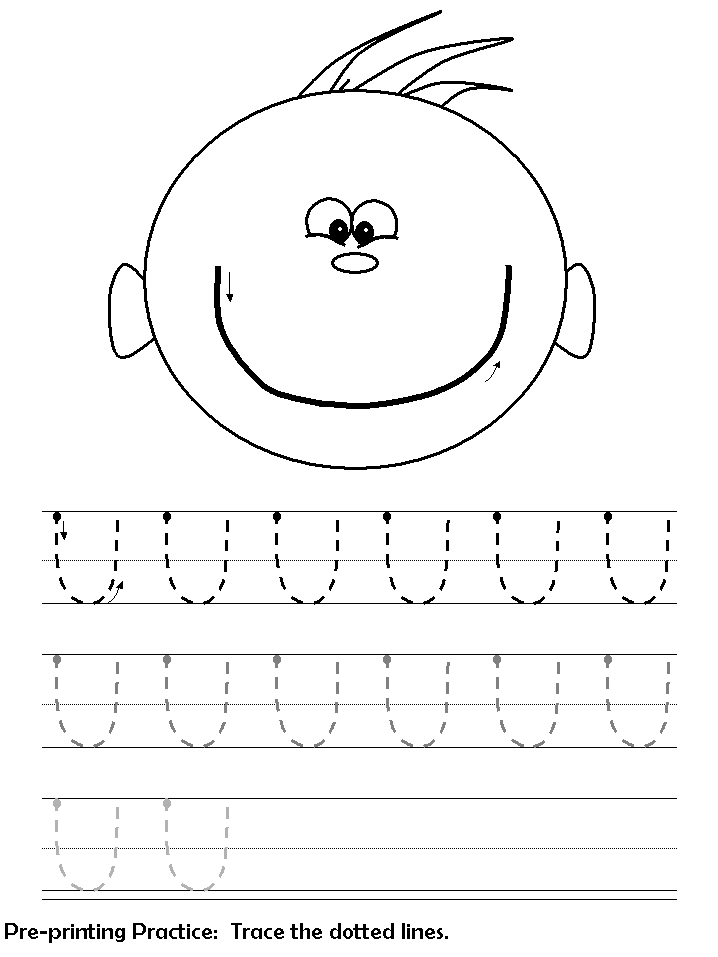 U U U U U U
U U U U U U
U U
Pre-printing Practice: Trace the dotted lines.